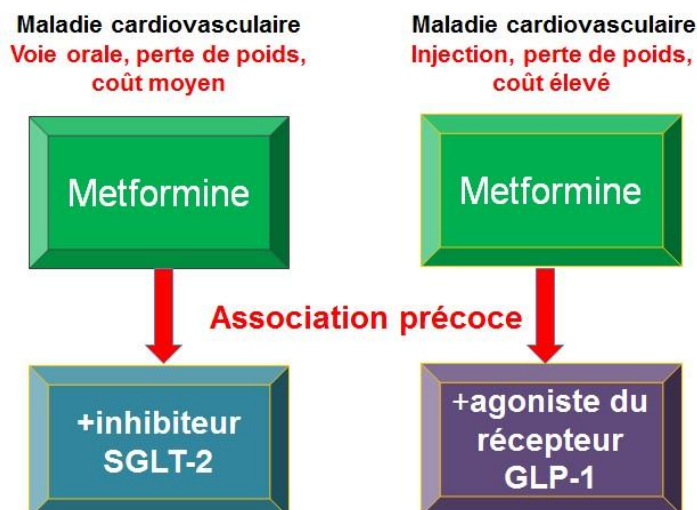 Maladie cardiovasculaire
Voie orale, perte de poids,
coût moyen
Maladie cardiovasculaire
Injection, perte de poids,
coût élevé
Metformine
Metformine
Association précoce
+inhibiteur
SGLT-2
+agoniste du
récepteur
GLP-1